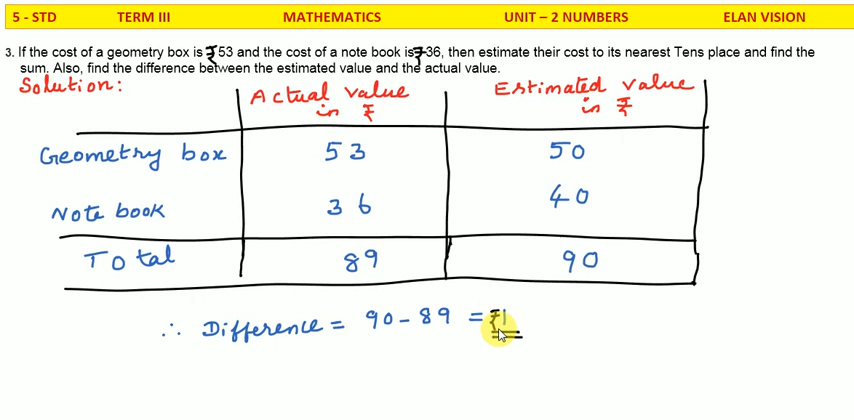 5 - STD TERM III MATHEMATICS UNIT – 2 NUMBERS ELAN VISION
3. If the cost of a geometry box is ₹53 and the cost of a note book is ₹36, then estimate their cost to its nearest Tens place and find the
sum. Also, find the difference between the estimated value and the actual value.
Solution:
Actual value in ₹
Estimated value in ₹
Geometry box 53 50
Note book 36 40
Total 89 90
∴ Difference = 90 - 89 = ₹1